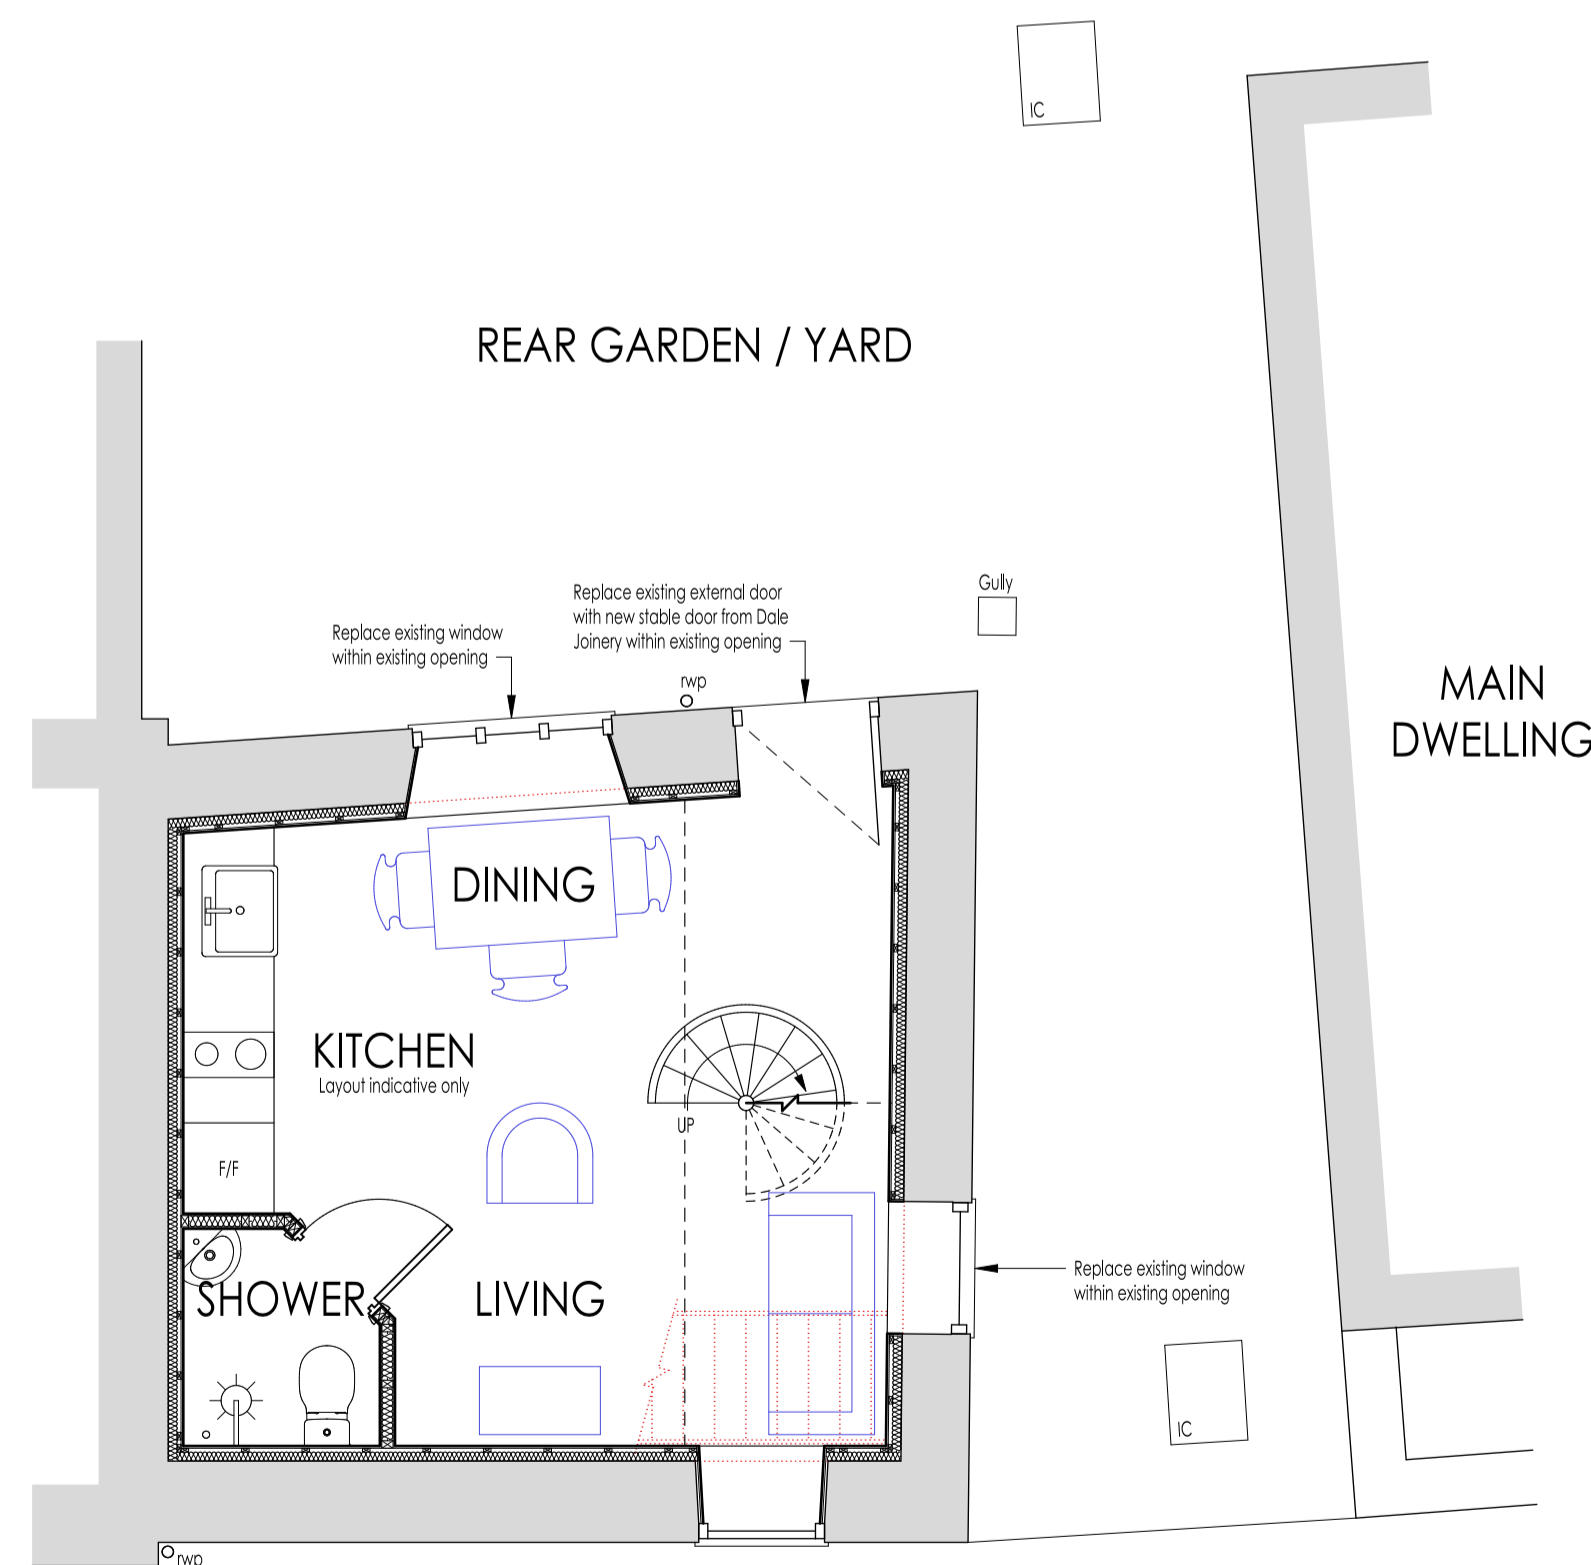 IC
REAR GARDEN / YARD
Gully
Replace existing external door
with new stable door from Dale
Joinery within existing opening
Replace existing window
within existing opening
rwp
MAIN
DWELLING
DINING
KITCHEN
Layout indicative only
UP
F/F
SHOWER
LIVING
Replace existing window
within existing opening
IC
rwp